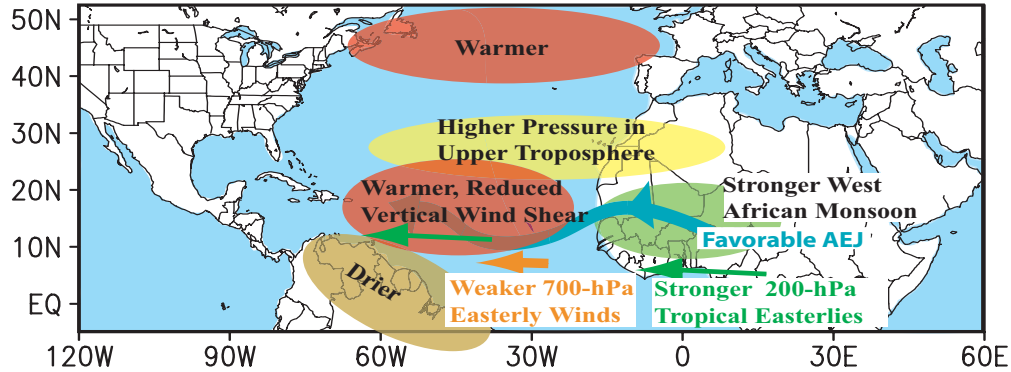 50N
Warmer
40N
30N
Higher Pressure in
Upper Troposphere
20N
Warmer, Reduced
Vertical Wind Shear
Stronger West
African Monsoon
Favorable AEJ
10N
Drier
Weaker 700-hPa
Easterly Winds
Stronger 200-hPa
Tropical Easterlies
EQ
120W 90W 60W 30W 0 30E 60E